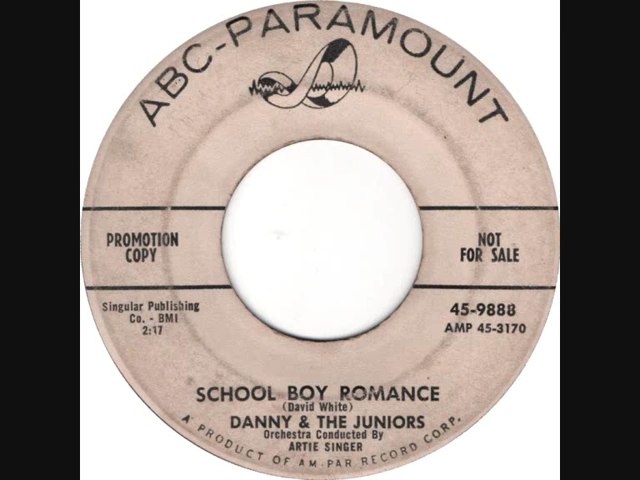 ABC-PARAMOUNT
PROMOTION
COPY
NOT
FOR SALE
Singular Publishing
Co. - BMI
2:17
45-9888
AMP 45-3170
SCHOOL BOY ROMANCE
(David White)
DANNY & THE JUNIORS
Orchestra Conducted By
ARTIE SINGER
A PRODUCT OF AM-PAR RECORD CORP.